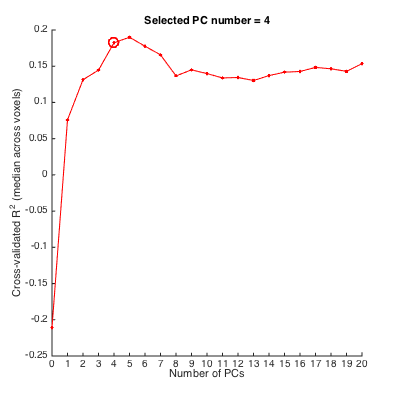 Selected PC number = 4
Cross-validated R² (median across voxels)
0.2
0.15
0.1
0.05
0
-0.05
-0.1
-0.15
-0.2
-0.25
0 1 2 3 4 5 6 7 8 9 10 11 12 13 14 15 16 17 18 19 20
Number of PCs